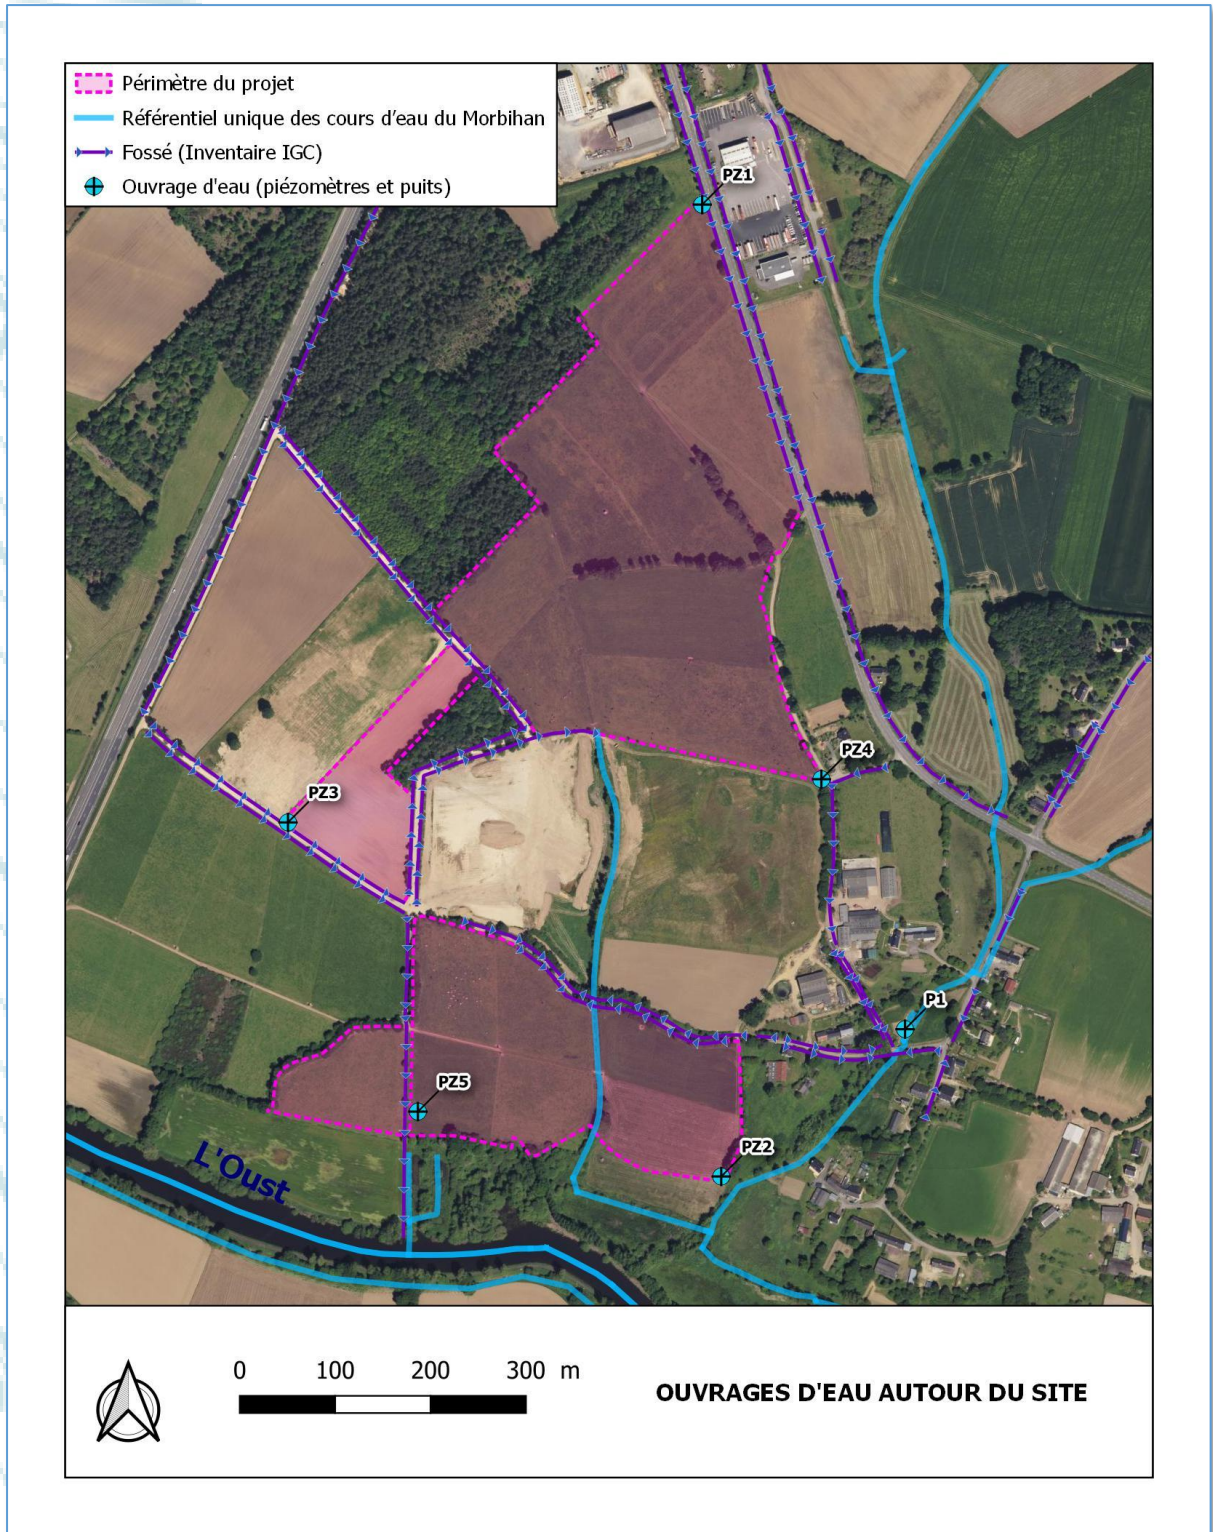 Périmètre du projet
Référentiel unique des cours d'eau du Morbihan
Fossé (Inventaire IGC)
Ouvrage d'eau (piézomètres et puits)
PZ1
PZ4
PZ3
P1
PZ5
PZ2
L'Oust
0 100 200 300 m
OUVRAGES D'EAU AUTOUR DU SITE